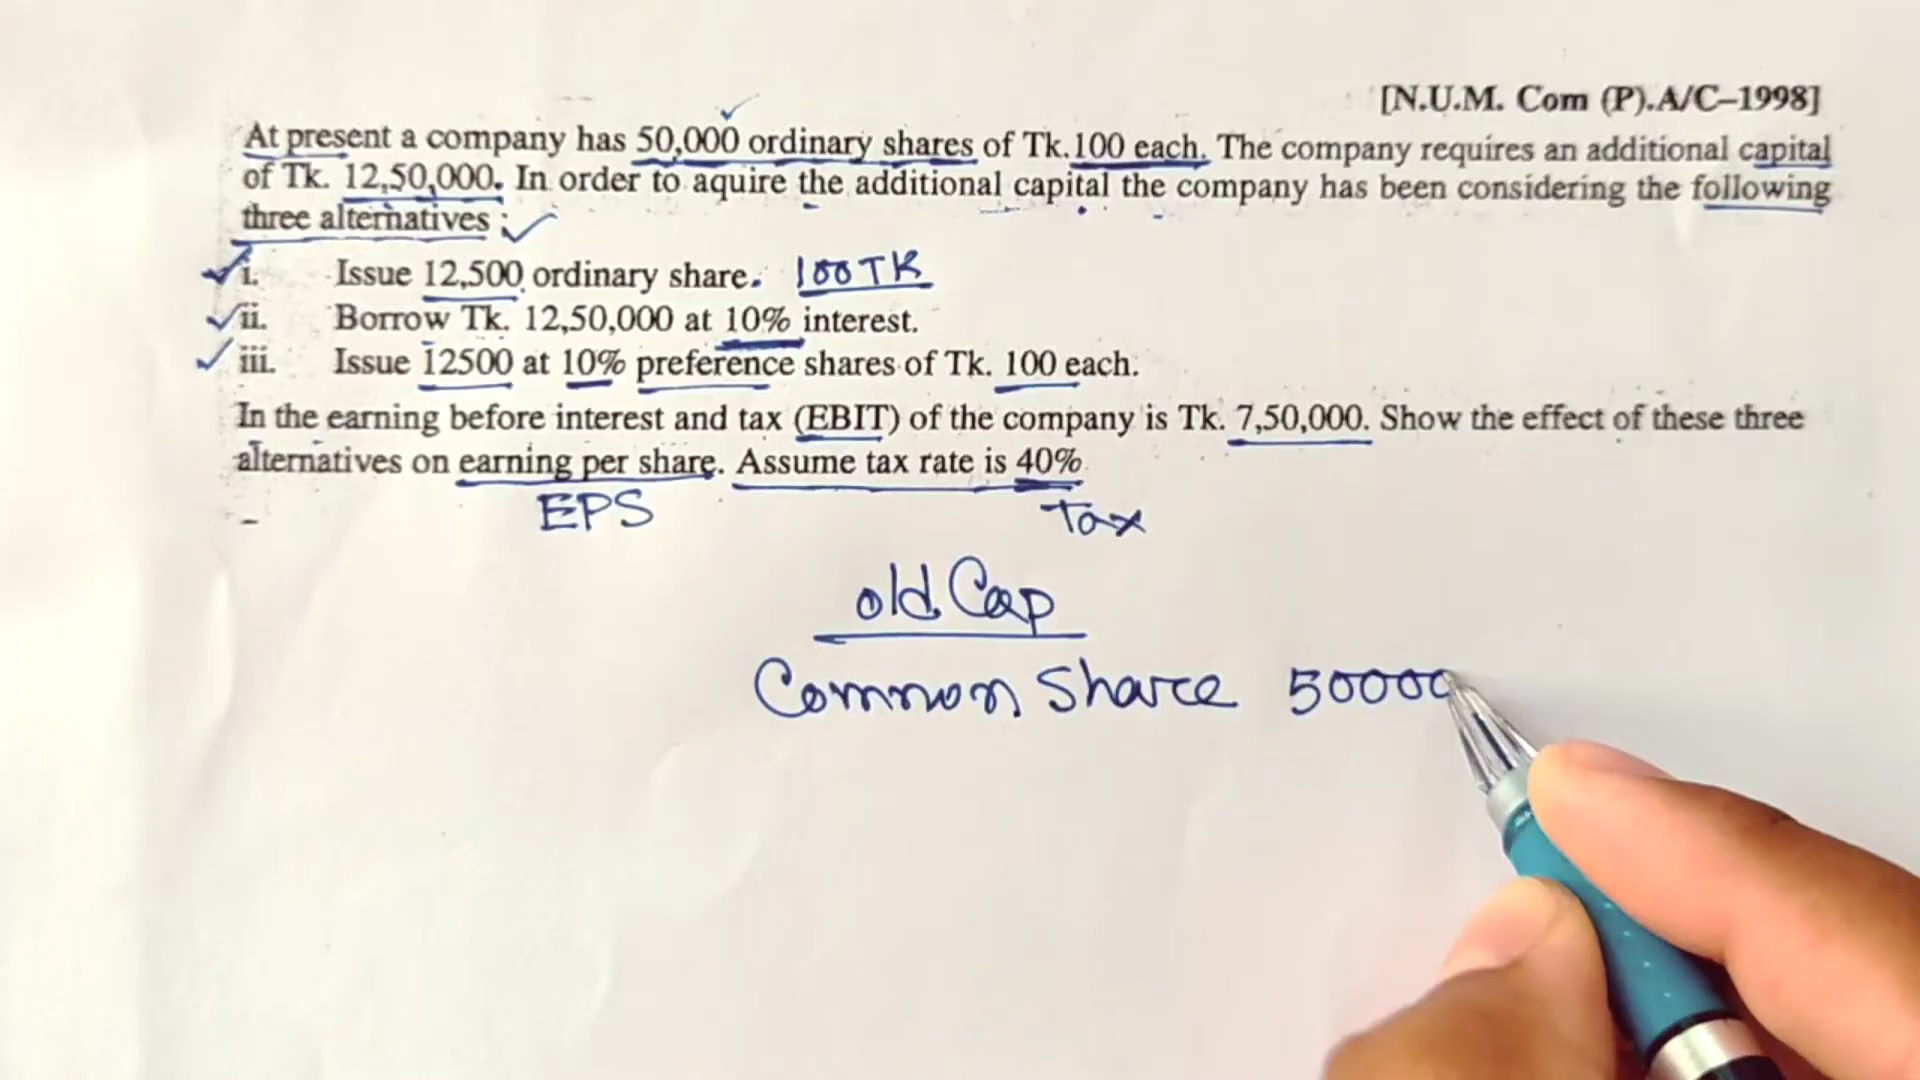 [N.U.M. Com (P).A/C–1998]
At present a company has 50,000 ordinary shares of Tk.100 each. The company requires an additional capital
of Tk. 12,50,000. In order to aquire the additional capital the company has been considering the following
three alternatives :
i. Issue 12,500 ordinary share. 100 TK
ii. Borrow Tk. 12,50,000 at 10% interest.
iii. Issue 12500 at 10% preference shares of Tk. 100 each.
In the earning before interest and tax (EBIT) of the company is Tk. 7,50,000. Show the effect of these three
alternatives on earning per share. Assume tax rate is 40%
EPS Tax
old Cap
Common Share 50000